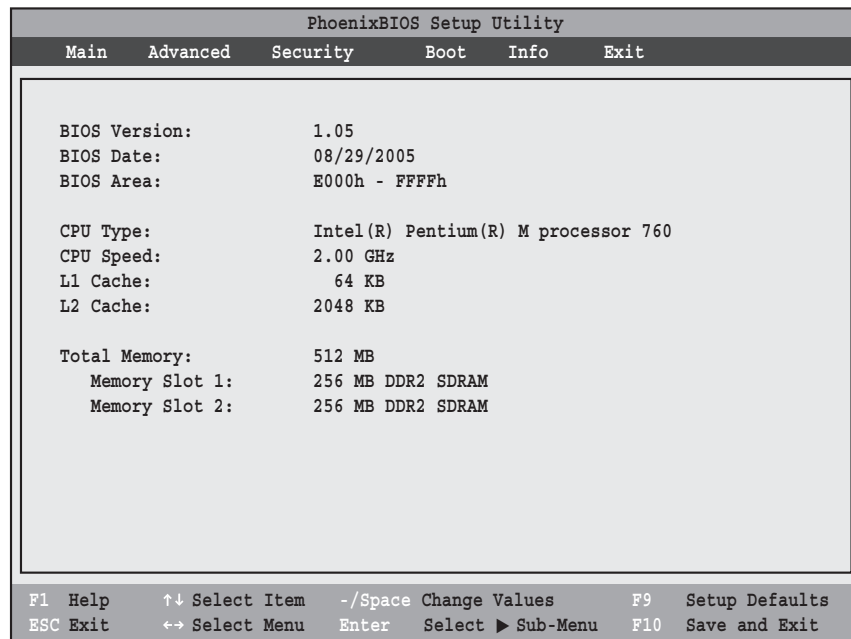 PhoenixBIOS Setup Utility
Main Advanced Security Boot Info Exit
BIOS Version: 1.05
BIOS Date: 08/29/2005
BIOS Area: E000h - FFFFh
CPU Type: Intel(R) Pentium(R) M processor 760
CPU Speed: 2.00 GHz
L1 Cache: 64 KB
L2 Cache: 2048 KB
Total Memory: 512 MB
Memory Slot 1: 256 MB DDR2 SDRAM
Memory Slot 2: 256 MB DDR2 SDRAM
F1 Help ↑↓ Select Item -/Space Change Values F9 Setup Defaults
ESC Exit ←→ Select Menu Enter Select ▶ Sub-Menu F10 Save and Exit